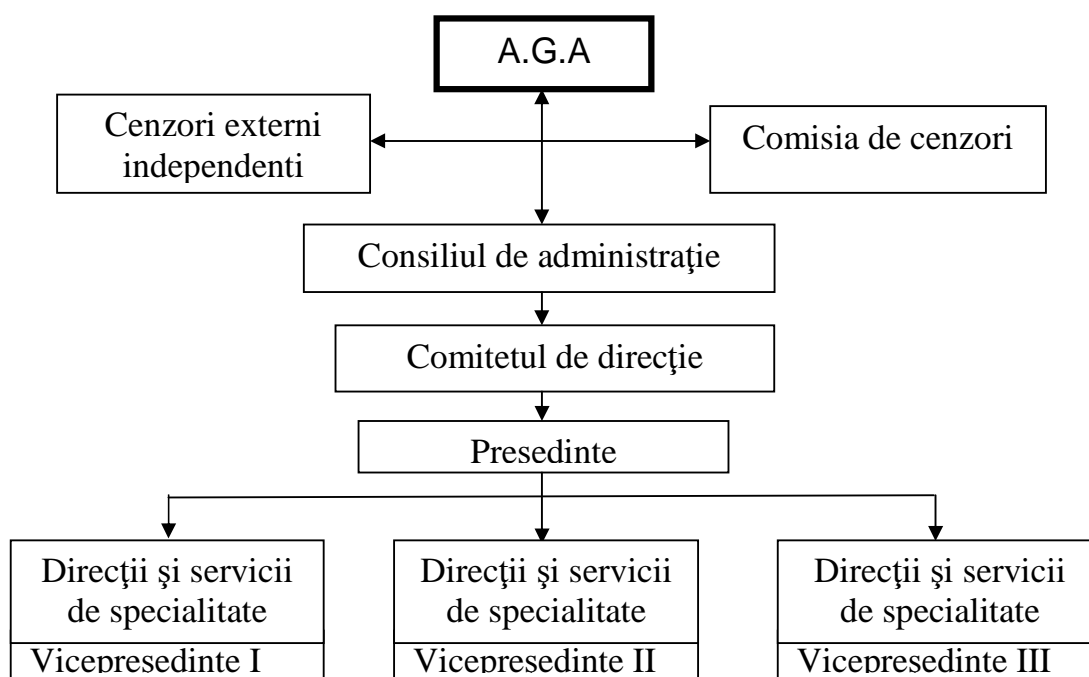 A.G.A
Cenzori externi
independenti
Comisia de cenzori
Consiliul de administraţie
Comitetul de direcţie
Presedinte
Direcţii şi servicii
de specialitate
Vicepresedinte I
Direcţii şi servicii
de specialitate
Vicepresedinte II
Direcţii şi servicii
de specialitate
Vicepresedinte III